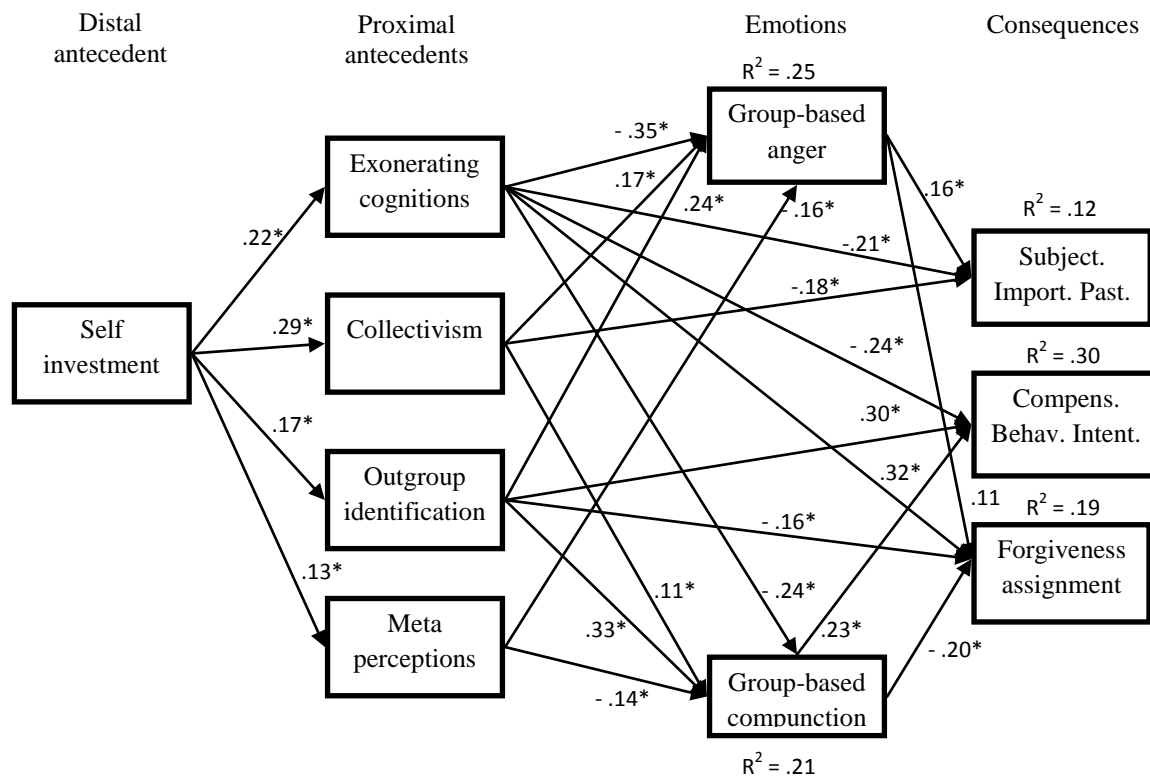 Distal
antecedent
Proximal
antecedents
Emotions
Consequences
R² = .25
Group-based
anger
- .35*
Exonerating
cognitions
.17*
.24*
- .16*
.16*
R² = .12
.22*
-.21*
Subject.
Import. Past.
-.18*
Self
investment
.29*
Collectivism
- .24*
R² = .30
Compens.
Behav. Intent.
.17*
.30*
Outgroup
identification
.32*
.11
- .16*
R² = .19
Forgiveness
assignment
.13*
.11*
- .24*
Meta
perceptions
.33*
.23*
- .20*
- .14*
Group-based
compunction
R² = .21